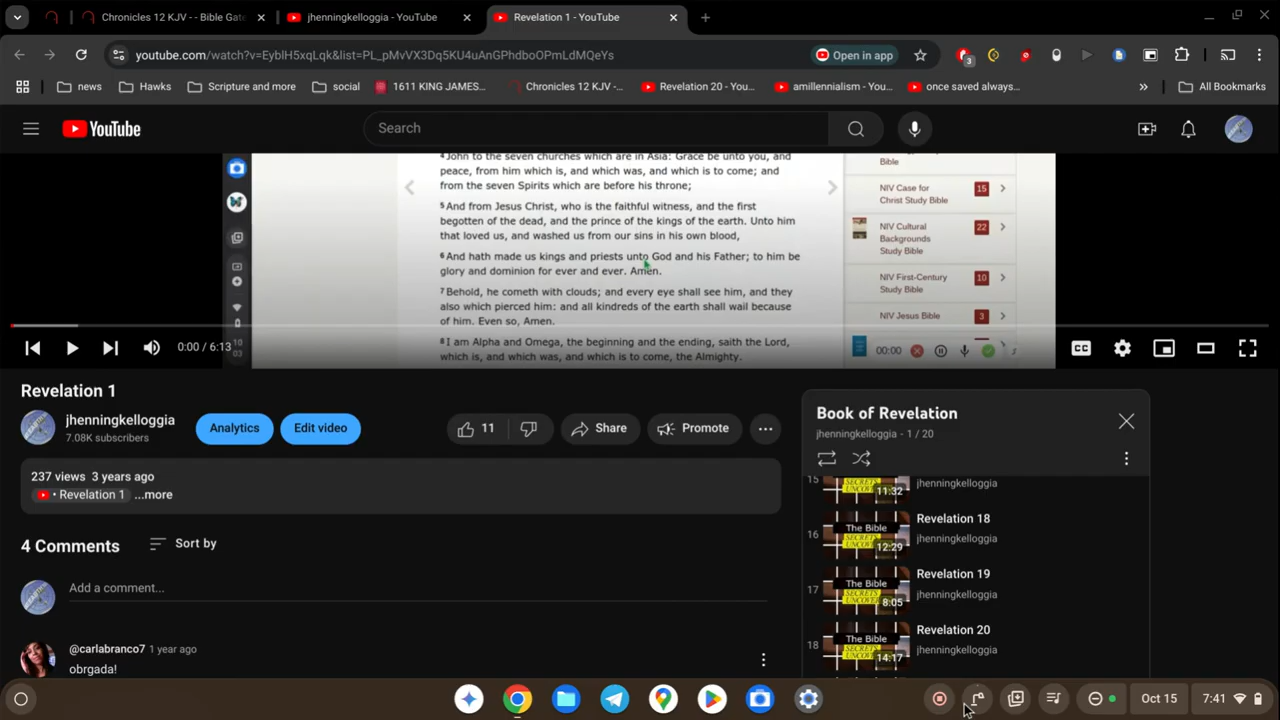 Chronicles 12 KJV - - Bible Gate
jhenningkelloggia - YouTube
Revelation 1 - YouTube
youtube.com/watch?v=EyblH5xqLqk&list=PL_pMvVX3Dq5KU4uAnGPhdboOPmLdMQeYs
Open in app
3
news
Hawks
Scripture and more
social
1611 KING JAMES...
Chronicles 12 KJV -...
Revelation 20 - You...
amillennialism - You...
once saved always...
All Bookmarks
YouTube
Search
4 John to the seven churches which are in Asia: Grace be unto you, and
peace, from him which is, and which was, and which is to come; and
from the seven Spirits which are before his throne;
5 And from Jesus Christ, who is the faithful witness, and the first
begotten of the dead, and the prince of the kings of the earth. Unto him
that loved us, and washed us from our sins in his own blood,
6 And hath made us kings and priests unto God and his Father; to him be
glory and dominion for ever and ever. Amen.
7 Behold, he cometh with clouds; and every eye shall see him, and they
also which pierced him: and all kindreds of the earth shall wail because
of him. Even so, Amen.
8 I am Alpha and Omega, the beginning and the ending, saith the Lord,
which is, and which was, and which is to come, the Almighty.
Bible
NIV Case for
Christ Study Bible
15
NIV Cultural
Backgrounds
Study Bible
22
NIV First-Century
Study Bible
10
NIV Jesus Bible
3
00:00
10
03
0:00 / 6:13
CC
Revelation 1
jhenningkelloggia
7.08K subscribers
Analytics
Edit video
11
Share
Promote
237 views 3 years ago
• Revelation 1 ...more
4 Comments
Sort by
Add a comment...
@carlabranco7 1 year ago
obrgada!
Book of Revelation
jhenningkelloggia - 1 / 20
15
11:32
jhenningkelloggia
16
The Bible
12:29
Revelation 18
jhenningkelloggia
17
The Bible
8:05
Revelation 19
jhenningkelloggia
18
The Bible
14:17
Revelation 20
jhenningkelloggia
Oct 15
7:41